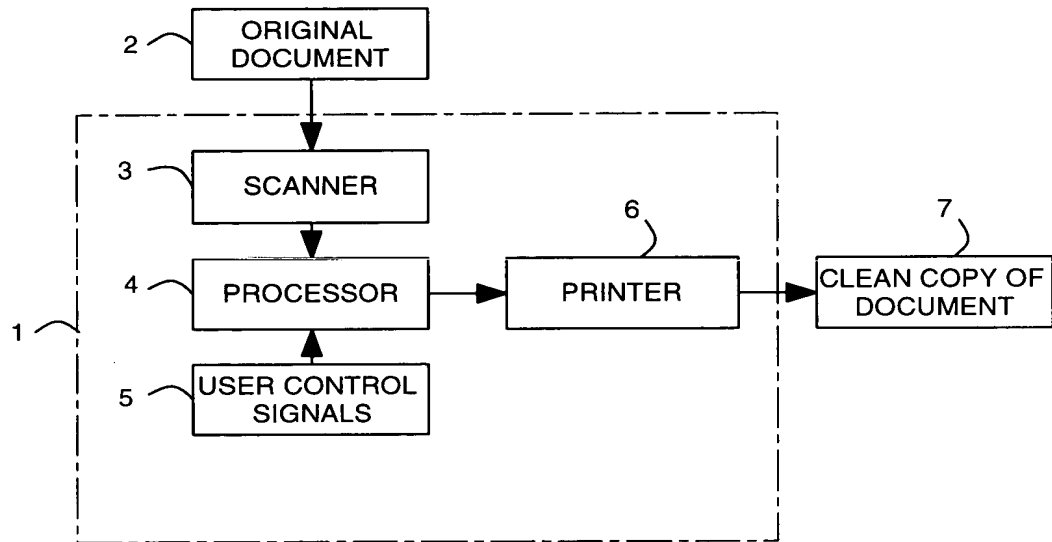 2
ORIGINAL
DOCUMENT
3
SCANNER
6
7
4
PROCESSOR
PRINTER
CLEAN COPY OF
DOCUMENT
1
5
USER CONTROL
SIGNALS